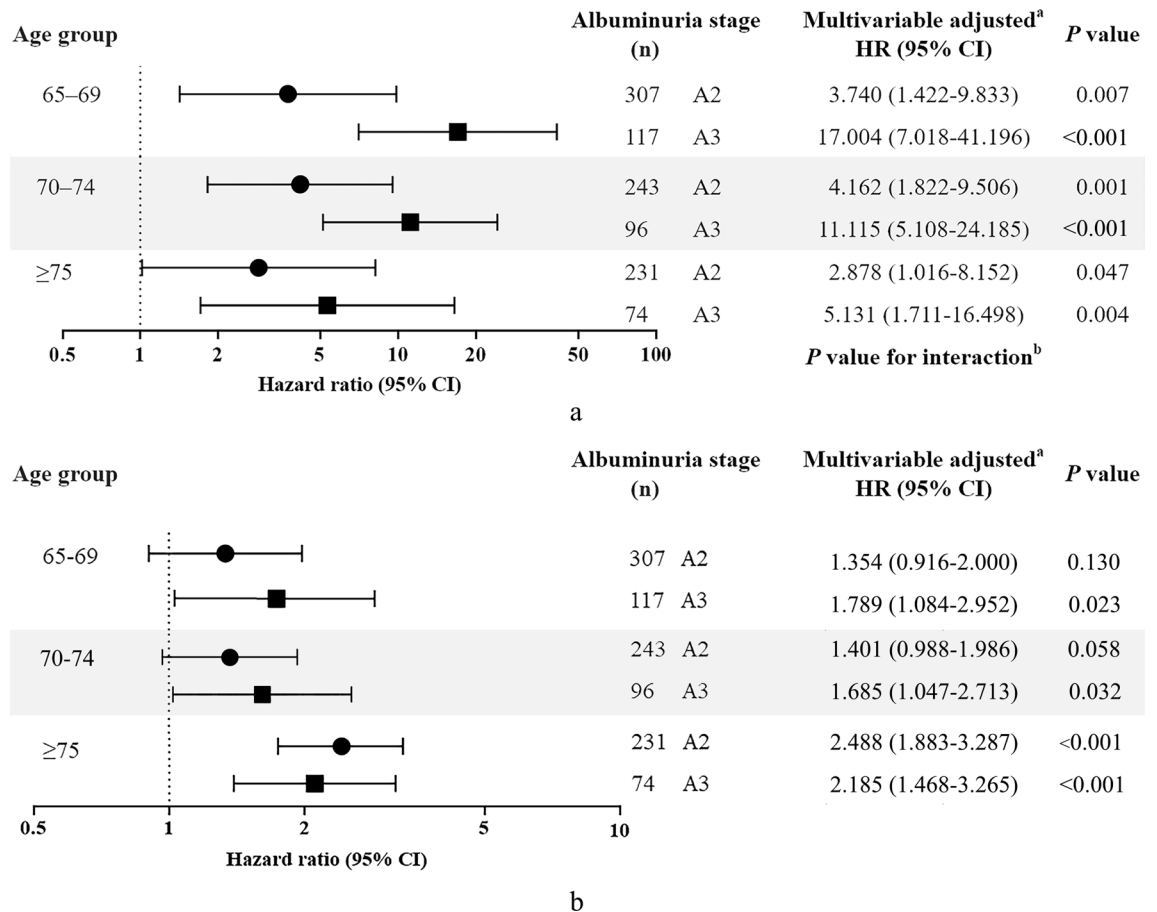 Age group Albuminuria stage (n) Multivariable adjustedᵃ HR (95% CI) P value
65–69 307 A2 3.740 (1.422-9.833) 0.007
117 A3 17.004 (7.018-41.196) <0.001
70–74 243 A2 4.162 (1.822-9.506) 0.001
96 A3 11.115 (5.108-24.185) <0.001
≥75 231 A2 2.878 (1.016-8.152) 0.047
74 A3 5.131 (1.711-16.498) 0.004
0.5 1 2 5 10 20 50 100
P value for interactionᵇ
Hazard ratio (95% CI)
a
Age group Albuminuria stage (n) Multivariable adjustedᵃ HR (95% CI) P value
65-69 307 A2 1.354 (0.916-2.000) 0.130
117 A3 1.789 (1.084-2.952) 0.023
70-74 243 A2 1.401 (0.988-1.986) 0.058
96 A3 1.685 (1.047-2.713) 0.032
≥75 231 A2 2.488 (1.883-3.287) <0.001
74 A3 2.185 (1.468-3.265) <0.001
0.5 1 2 5 10
Hazard ratio (95% CI)
b